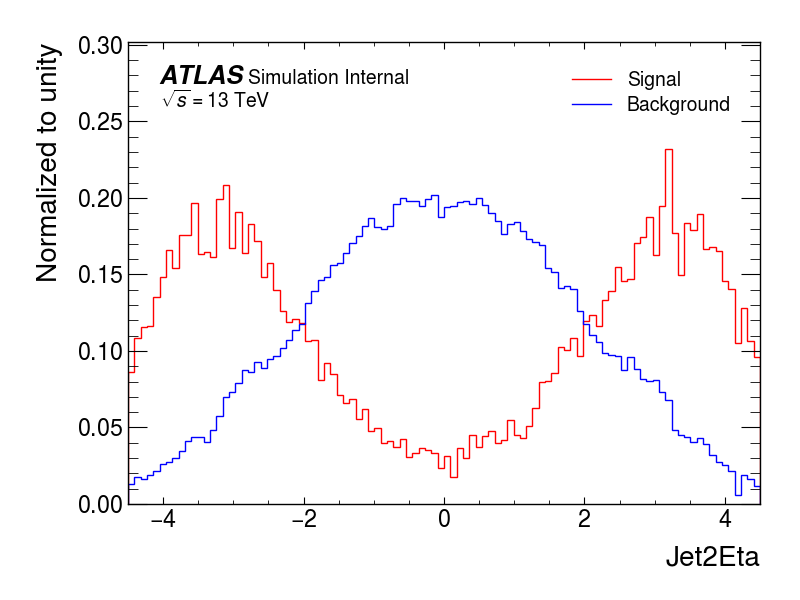 ATLAS Simulation Internal
√s = 13 TeV
Signal
Background
Normalized to unity
0.30
0.25
0.20
0.15
0.10
0.05
0.00
−4 −2 0 2 4
Jet2Eta